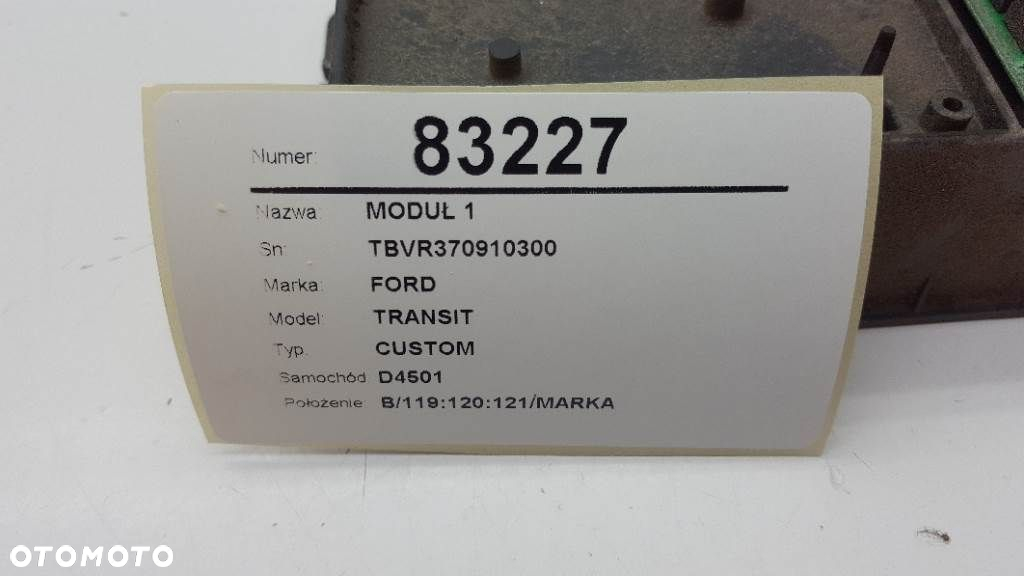 Numer: 83227
Nazwa: MODUŁ 1
Sn: TBVR370910300
Marka: FORD
Model: TRANSIT
Typ: CUSTOM
Samochód: D4501
Położenie: B/119:120:121/MARKA
OTOMOTO